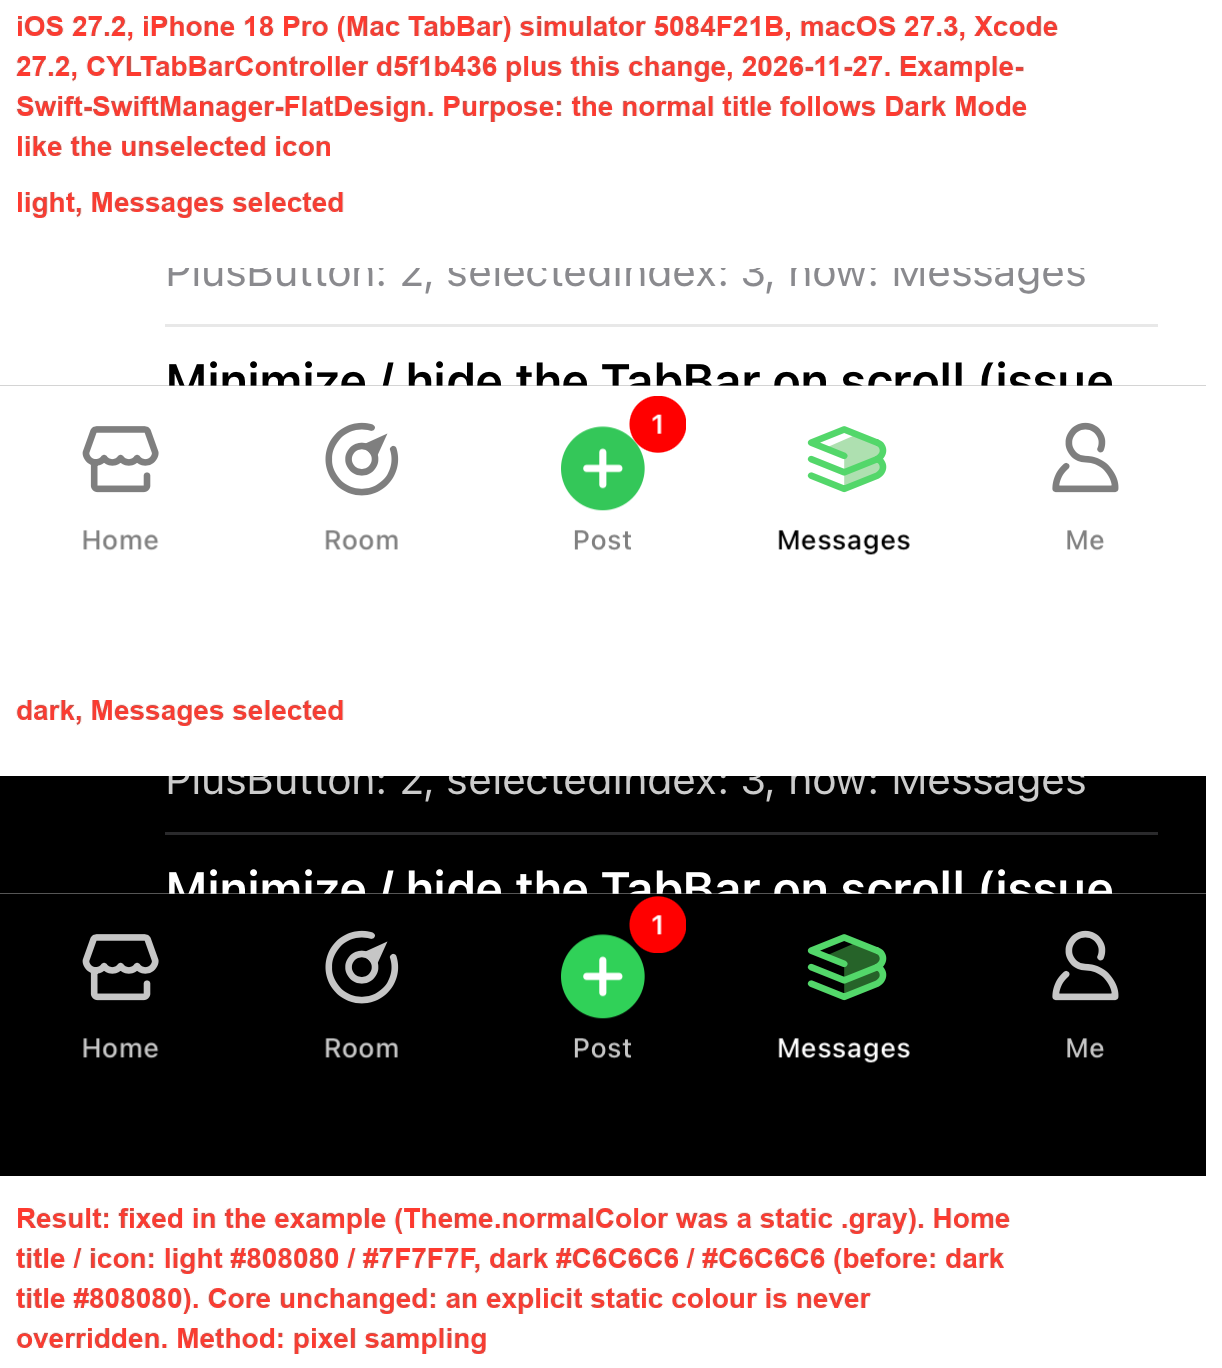 iOS 27.2, iPhone 18 Pro (Mac TabBar) simulator 5084F21B, macOS 27.3, Xcode
27.2, CYLTabBarController d5f1b436 plus this change, 2026-11-27. Example-
Swift-SwiftManager-FlatDesign. Purpose: the normal title follows Dark Mode
like the unselected icon
light, Messages selected
PlusButton: 2, selectedIndex: 3, now: Messages
Minimize / hide the TabBar on scroll (issue
1
Home Room Post Messages Me
dark, Messages selected
PlusButton: 2, selectedIndex: 3, now: Messages
Minimize / hide the TabBar on scroll (issue
1
Home Room Post Messages Me
Result: fixed in the example (Theme.normalColor was a static .gray). Home
title / icon: light #808080 / #7F7F7F, dark #C6C6C6 / #C6C6C6 (before: dark
title #808080). Core unchanged: an explicit static colour is never
overridden. Method: pixel sampling